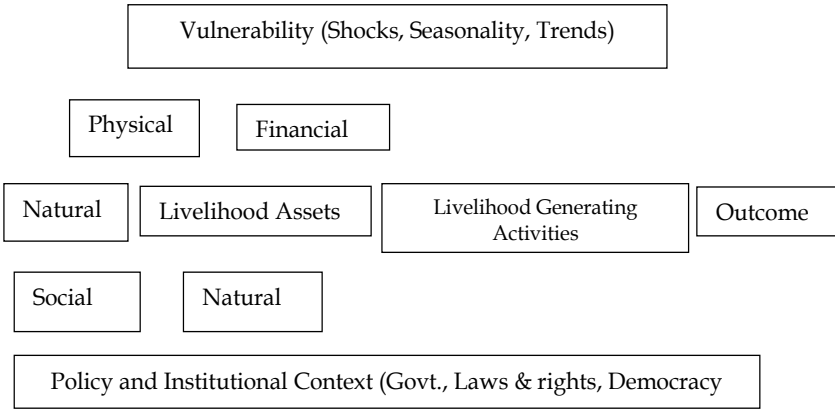 Vulnerability (Shocks, Seasonality, Trends)
Physical
Financial
Natural
Livelihood Assets
Livelihood Generating
Activities
Outcome
Social
Natural
Policy and Institutional Context (Govt., Laws & rights, Democracy